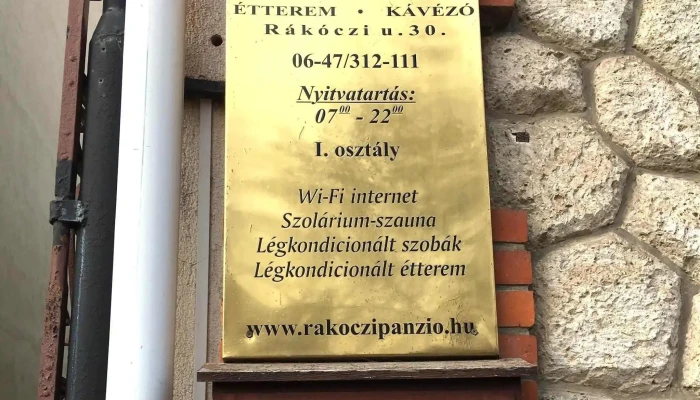 ÉTTEREM • KÁVÉZÓ
Rákóczi u.30.
06-47/312-111
Nyitvatartás:
07⁰⁰ - 22⁰⁰
I. osztály
Wi-Fi internet
Szolárium-szauna
Légkondicionált szobák
Légkondicionált étterem
www.rakoczipanzio.hu